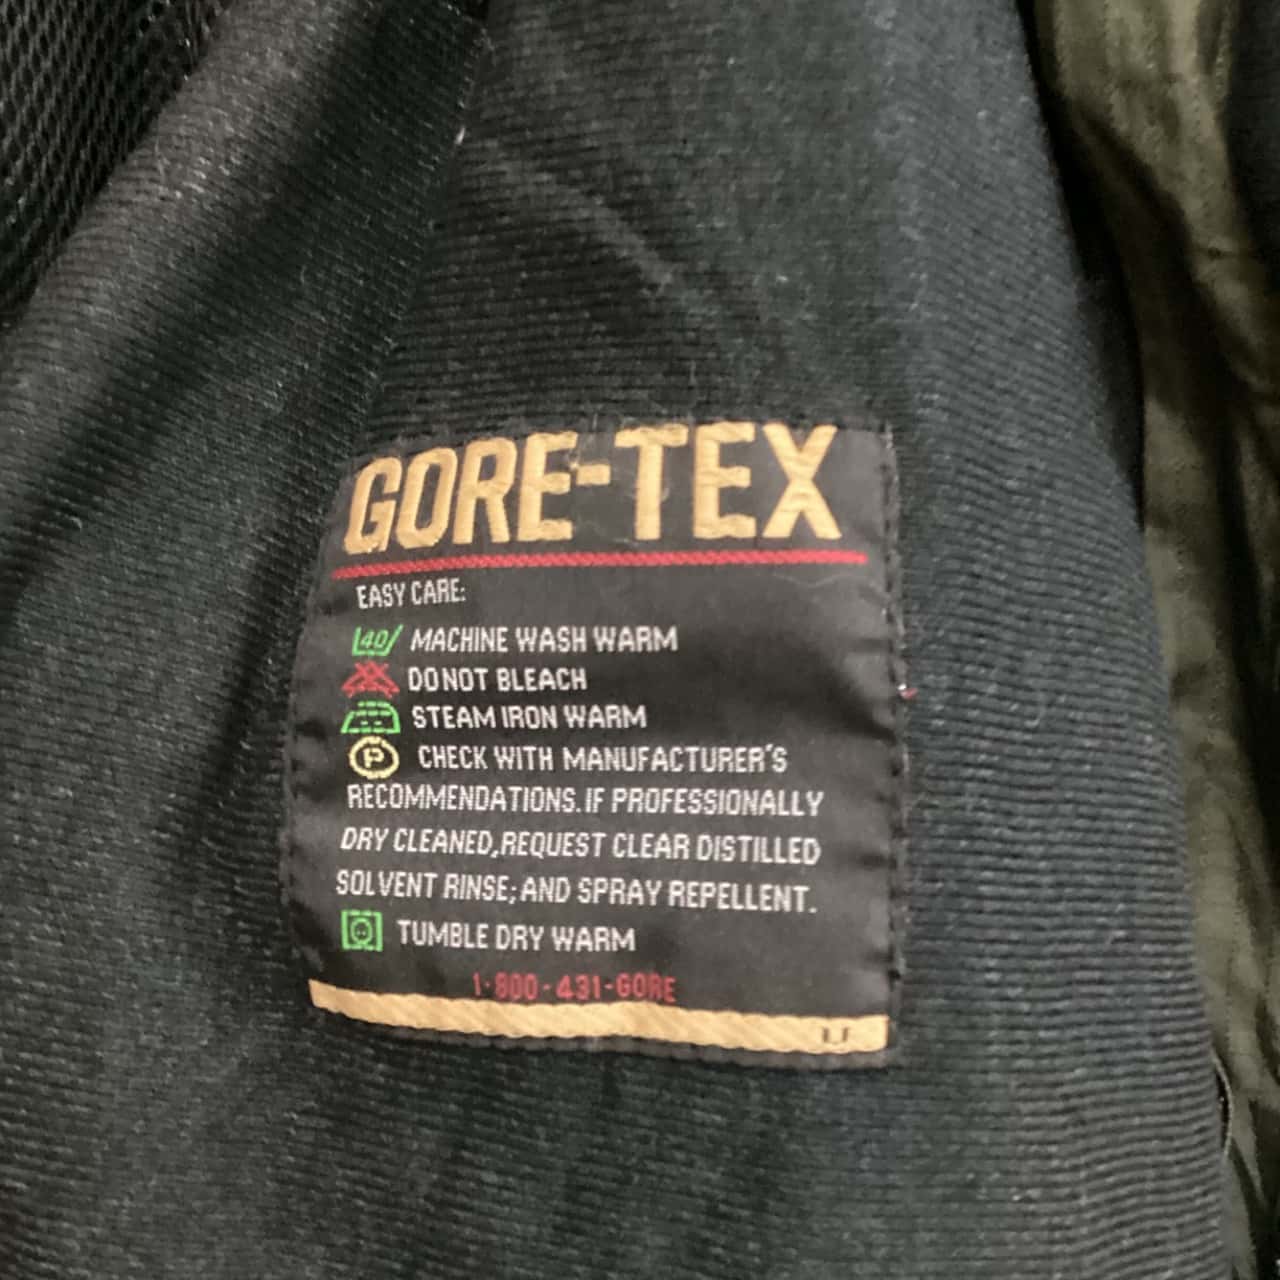 GORE-TEX
EASY CARE:
40 MACHINE WASH WARM
DO NOT BLEACH
STEAM IRON WARM
P CHECK WITH MANUFACTURER'S
RECOMMENDATIONS. IF PROFESSIONALLY
DRY CLEANED, REQUEST CLEAR DISTILLED
SOLVENT RINSE; AND SPRAY REPELLENT.
TUMBLE DRY WARM
1-800-431-GORE